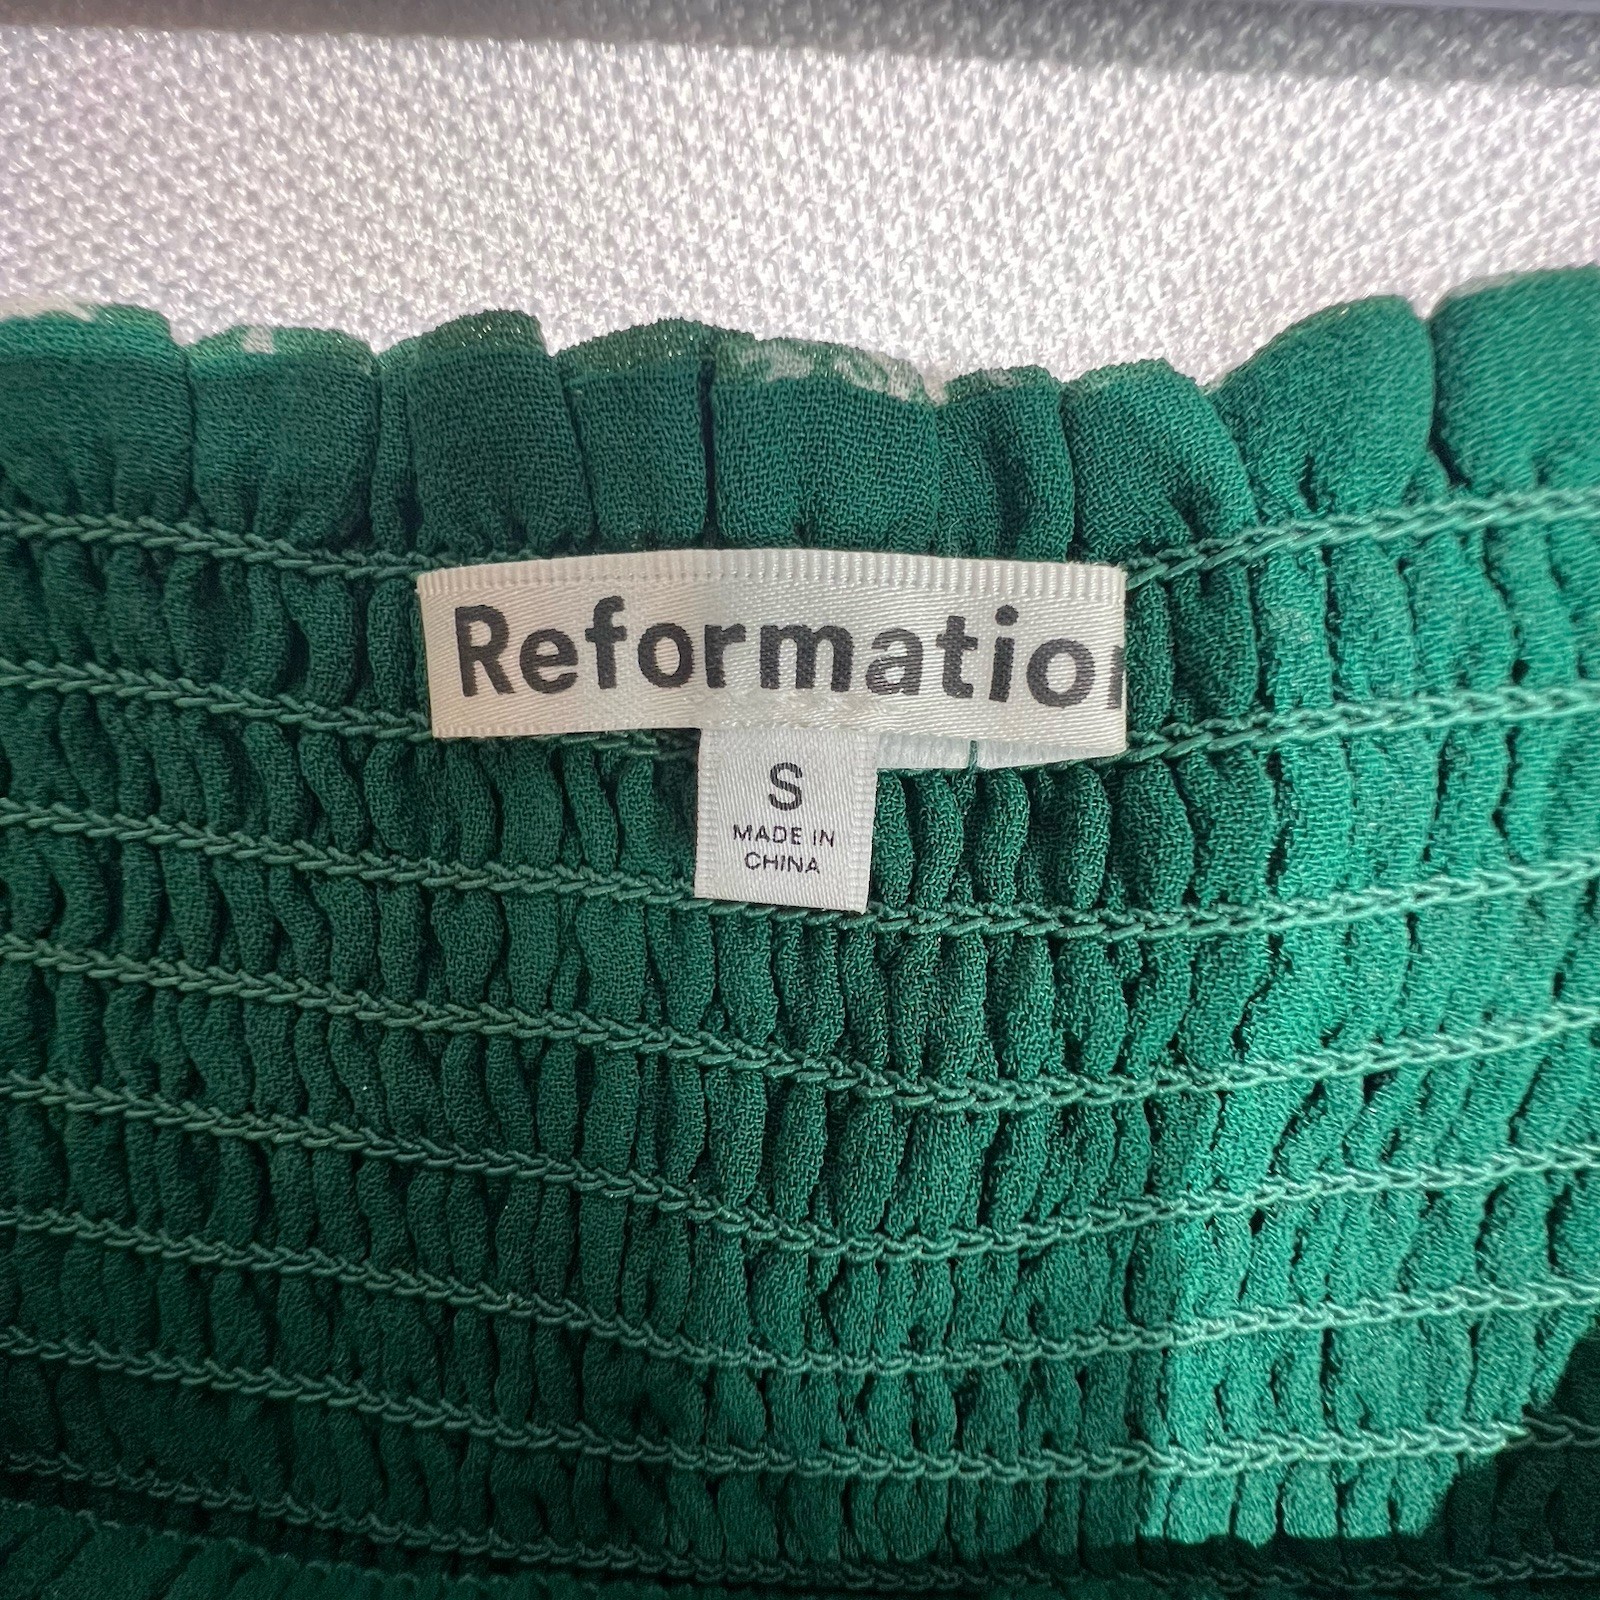 Reformation
S
MADE IN
CHINA